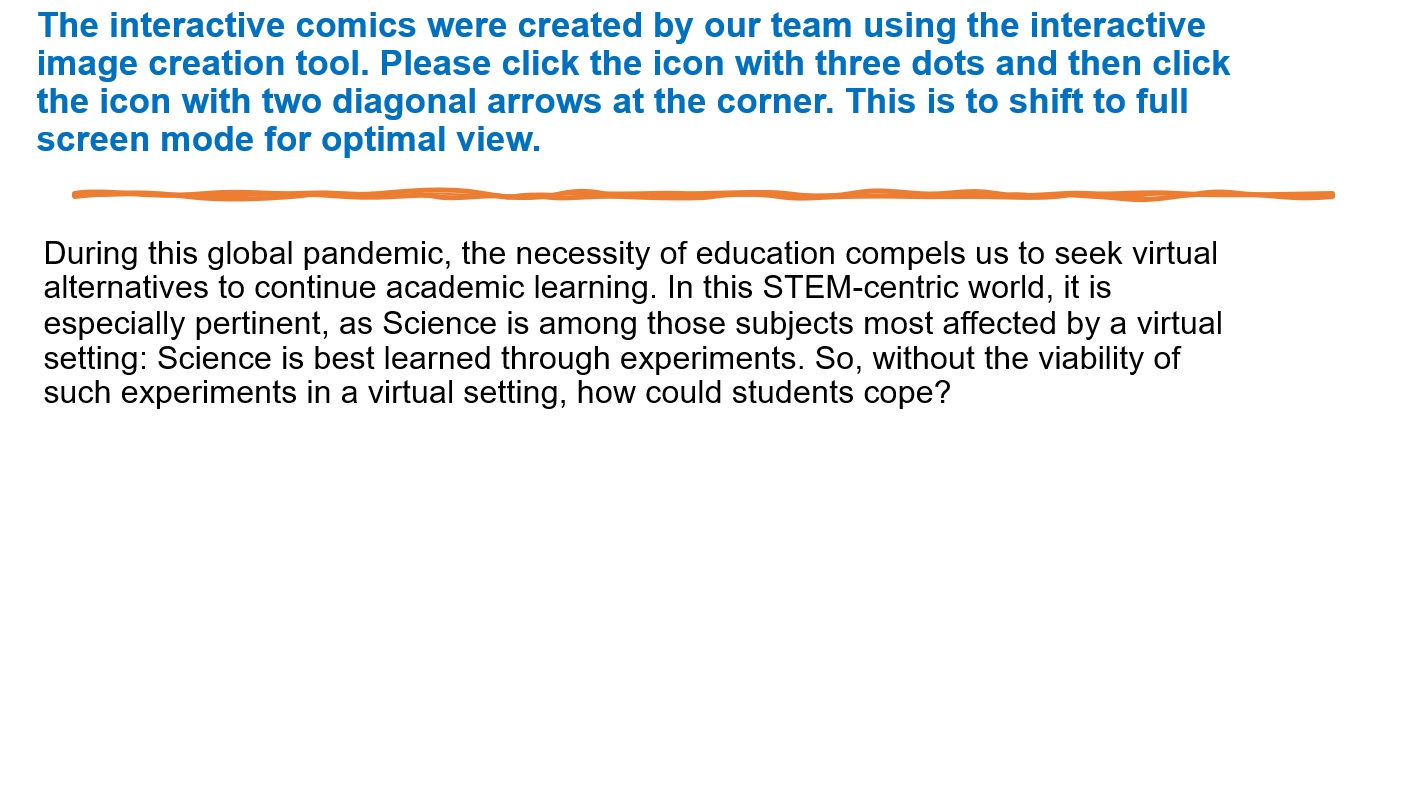 The interactive comics were created by our team using the interactive
image creation tool. Please click the icon with three dots and then click
the icon with two diagonal arrows at the corner. This is to shift to full
screen mode for optimal view.
During this global pandemic, the necessity of education compels us to seek virtual
alternatives to continue academic learning. In this STEM-centric world, it is
especially pertinent, as Science is among those subjects most affected by a virtual
setting: Science is best learned through experiments. So, without the viability of
such experiments in a virtual setting, how could students cope?